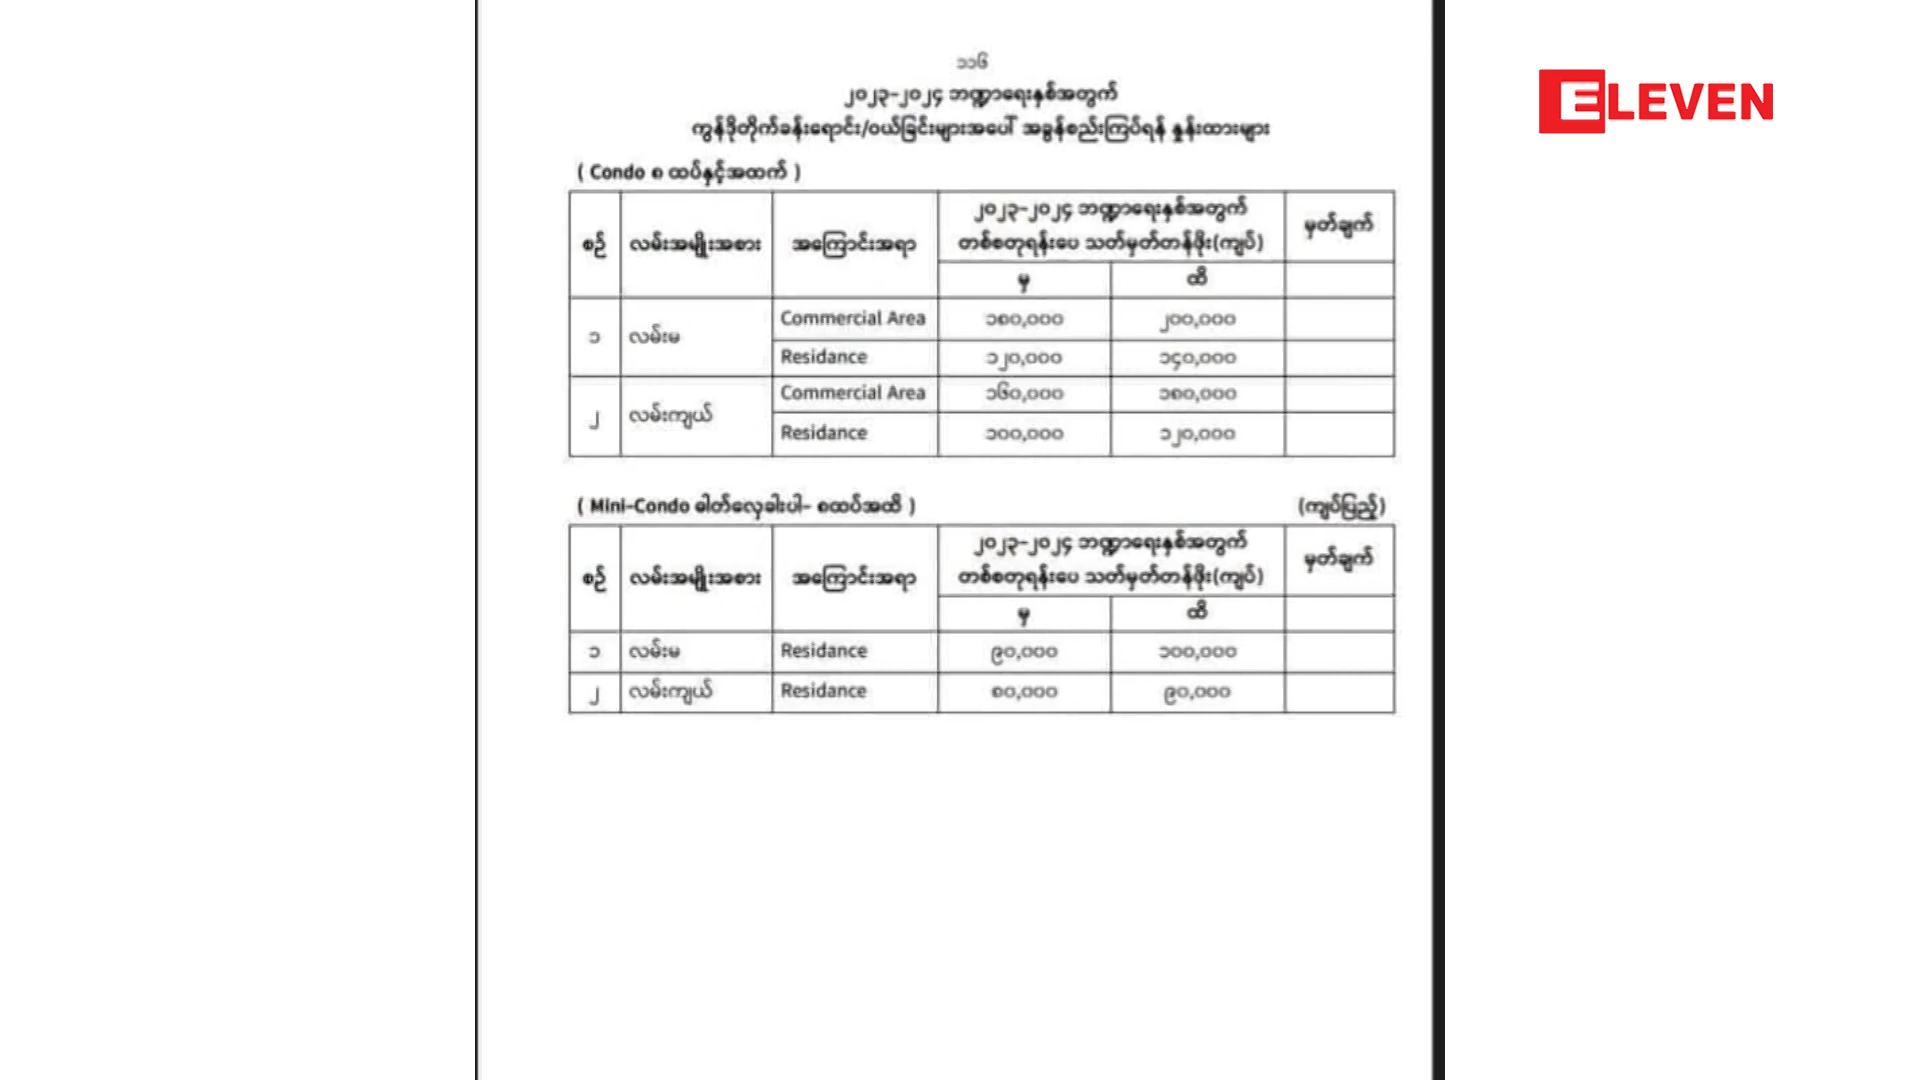 ၁၁၆
ELEVEN
၂၀၂၃-၂၀၂၄ ဘဏ္ဍာရေးနှစ်အတွက်
ကွန်ဒိုတိုက်ခန်းရောင်း/ဝယ်ခြင်းများအပေါ် အခွန်စည်းကြပ်ရန် နှုန်းထားများ
( Condo ၈ ထပ်နှင့်အထက် )
စဉ် လမ်းအမျိုးအစား အကြောင်းအရာ ၂၀၂၃-၂၀၂၄ ဘဏ္ဍာရေးနှစ်အတွက် မှတ်ချက်
တစ်စတုရန်းပေ သတ်မှတ်တန်ဖိုး(ကျပ်)
မှ ထိ
၁ လမ်းမ Commercial Area ၁၈၀,၀၀၀ ၂၀၀,၀၀၀
Residance ၁၂၀,၀၀၀ ၁၄၀,၀၀၀
၂ လမ်းကျယ် Commercial Area ၁၆၀,၀၀၀ ၁၈၀,၀၀၀
Residance ၁၀၀,၀၀၀ ၁၂၀,၀၀၀
( Mini-Condo ဓါတ်လှေခါးပါ- ၈ထပ်အထိ ) (ကျပ်ပြည့်)
စဉ် လမ်းအမျိုးအစား အကြောင်းအရာ ၂၀၂၃-၂၀၂၄ ဘဏ္ဍာရေးနှစ်အတွက် မှတ်ချက်
တစ်စတုရန်းပေ သတ်မှတ်တန်ဖိုး(ကျပ်)
မှ ထိ
၁ လမ်းမ Residance ၉၀,၀၀၀ ၁၀၀,၀၀၀
၂ လမ်းကျယ် Residance ၈၀,၀၀၀ ၉၀,၀၀၀